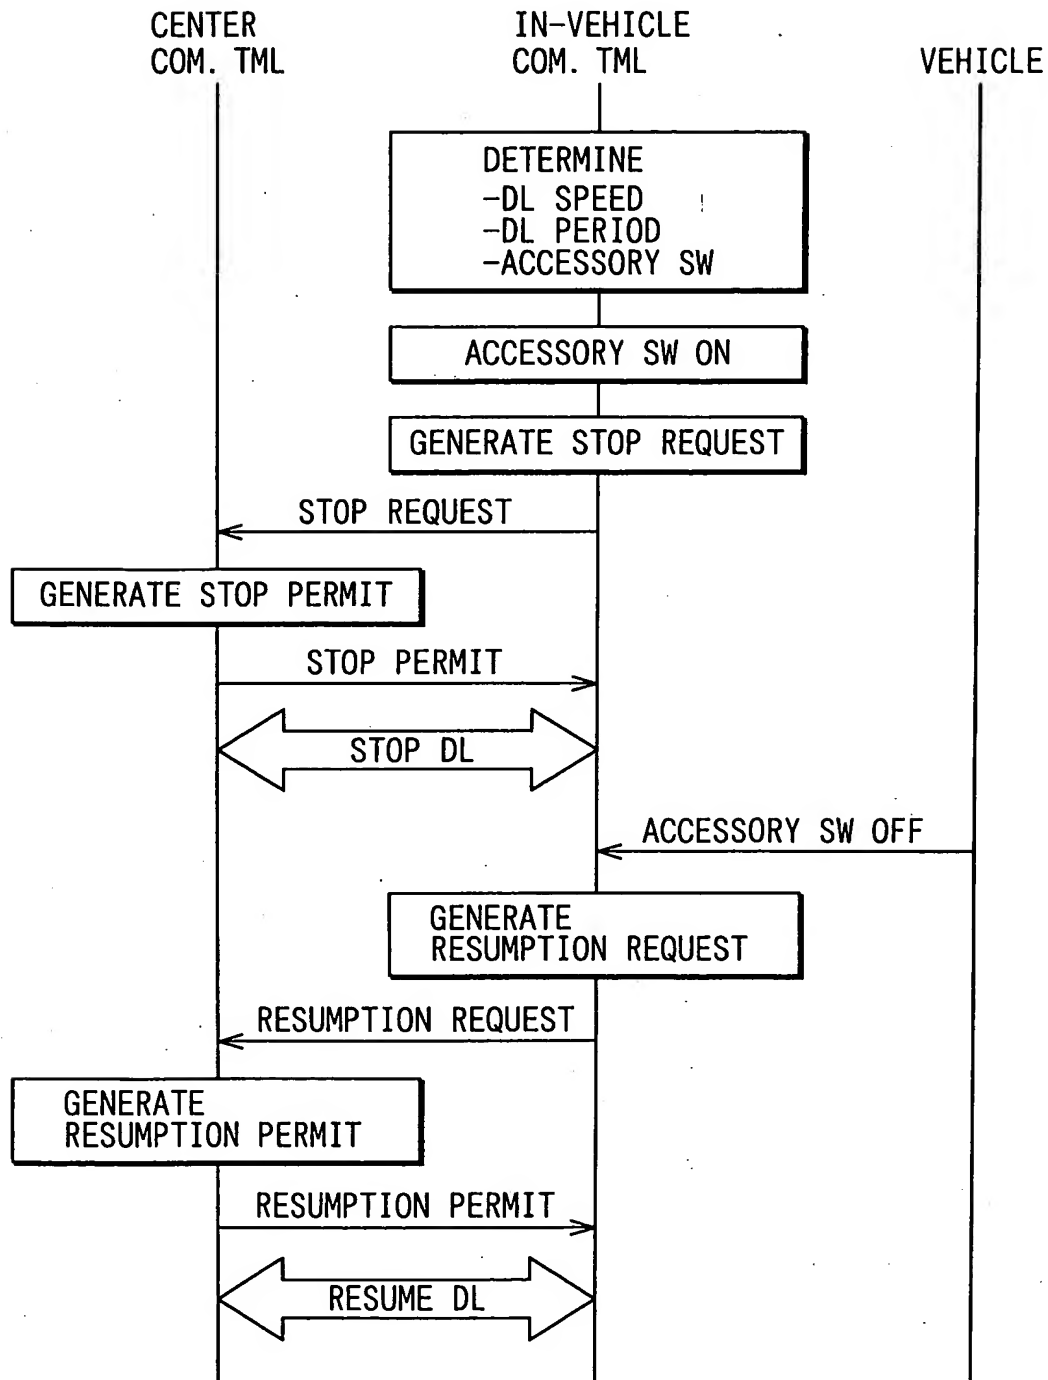 CENTER
COM. TML
IN-VEHICLE
COM. TML
VEHICLE
DETERMINE
-DL SPEED
-DL PERIOD
-ACCESSORY SW
ACCESSORY SW ON
GENERATE STOP REQUEST
STOP REQUEST
GENERATE STOP PERMIT
STOP PERMIT
STOP DL
ACCESSORY SW OFF
GENERATE
RESUMPTION REQUEST
RESUMPTION REQUEST
GENERATE
RESUMPTION PERMIT
RESUMPTION PERMIT
RESUME DL